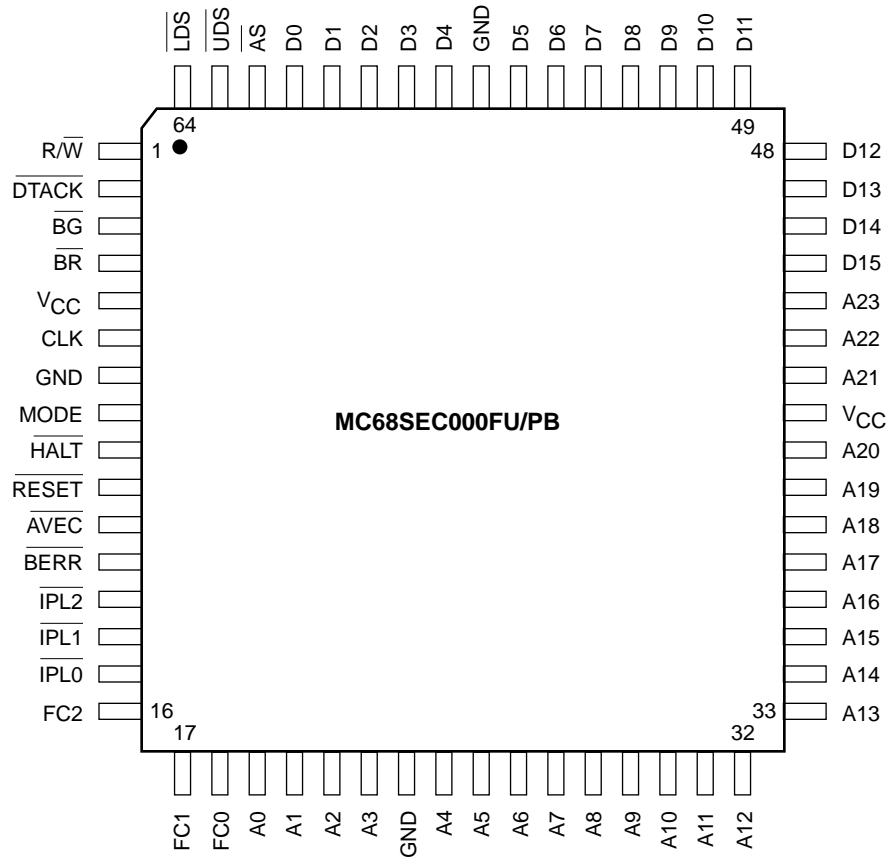 LDS UDS AS D0 D1 D2 D3 D4 GND D5 D6 D7 D8 D9 D10 D11
64 49
R/W 1 48 D12
DTACK D13
BG D14
BR D15
VCC A23
CLK A22
GND A21
MODE VCC
MC68SEC000FU/PB
HALT A20
RESET A19
AVEC A18
BERR A17
IPL2 A16
IPL1 A15
IPL0 A14
FC2 16 33 A13
17 32
FC1 FC0 A0 A1 A2 A3 GND A4 A5 A6 A7 A8 A9 A10 A11 A12